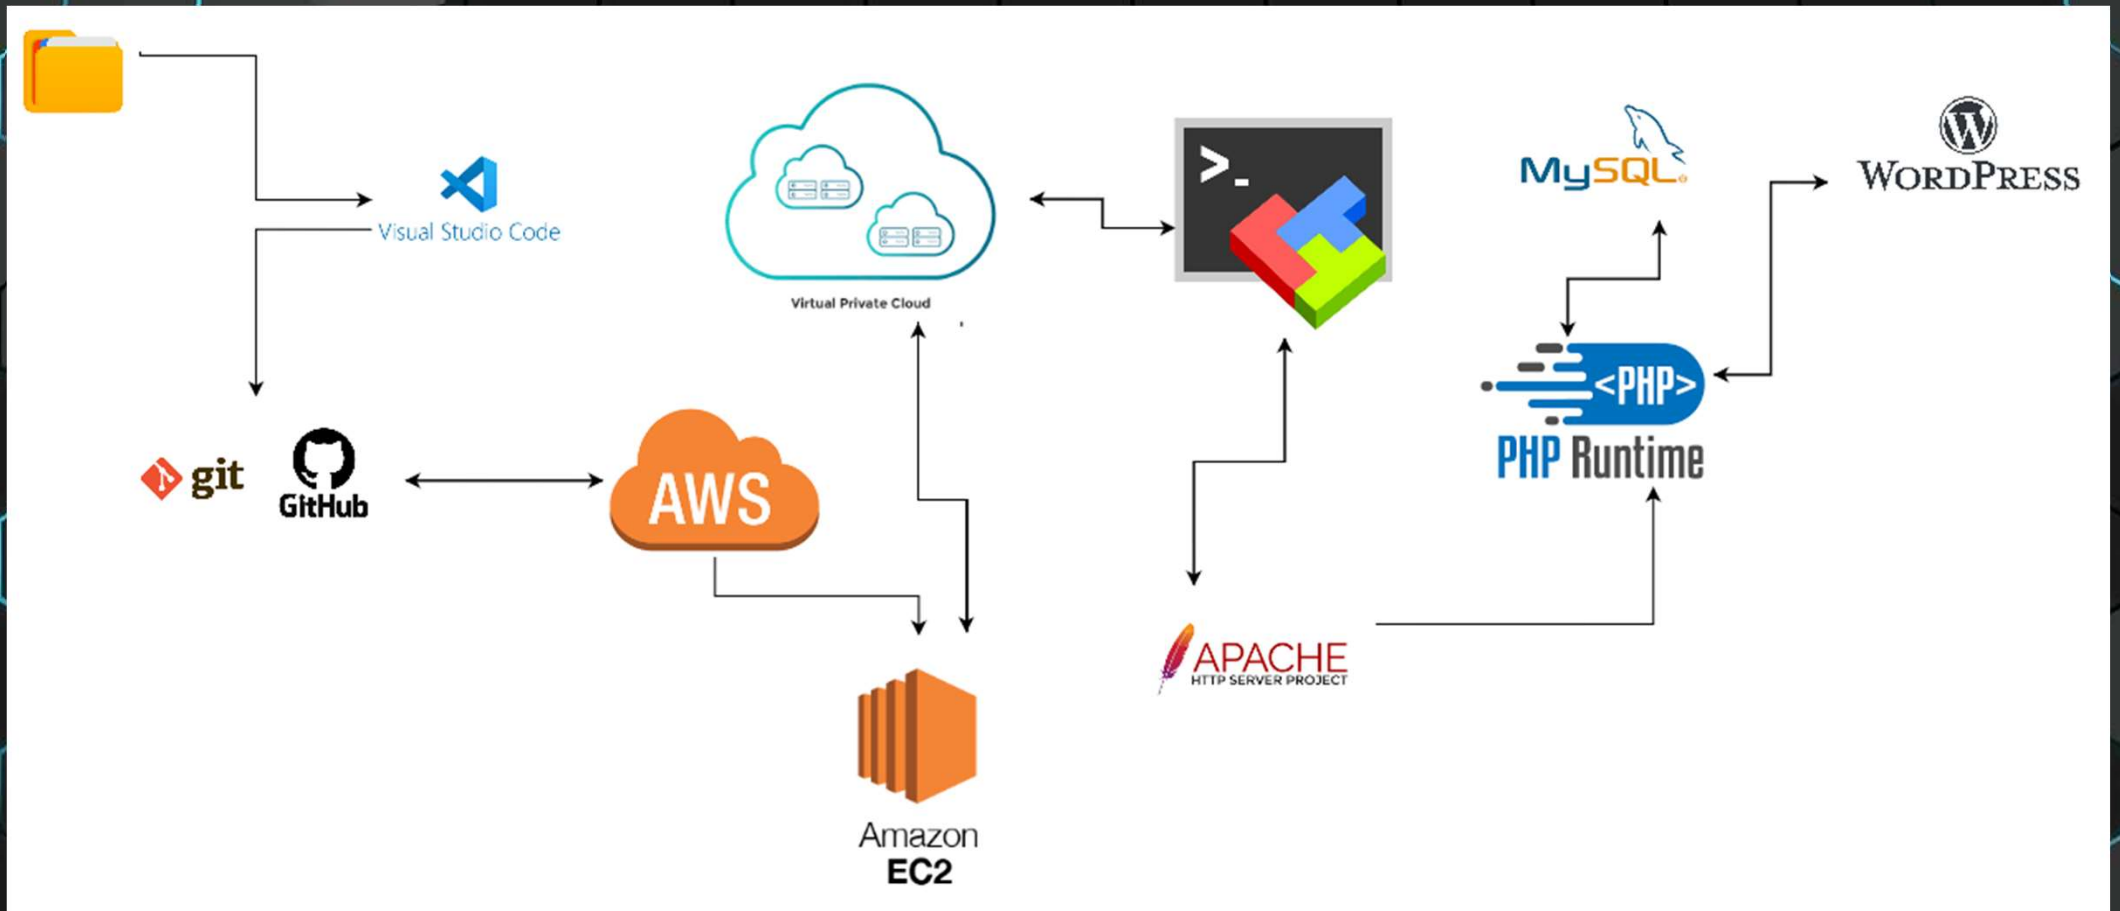 Visual Studio Code
Virtual Private Cloud
>_
MySQL
WORDPRESS
<PHP>
PHP Runtime
git
GitHub
AWS
APACHE
HTTP SERVER PROJECT
Amazon
EC2